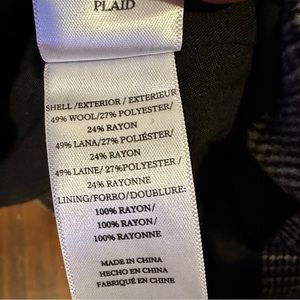 PLAID
SHELL/EXTERIOR/EXTERIEUR
49% WOOL/27% POLYESTER/
24% RAYON
49% LANA/27% POLIÉSTER/
24% RAYON
49% LAINE/ 27%POLYESTER /
24% RAYONNE
LINING/FORRO/DOUBLURE:
100% RAYON/
100% RAYON/
100% RAYONNE
MADE IN CHINA
HECHO EN CHINA
FABRIQUÉ EN CHINE